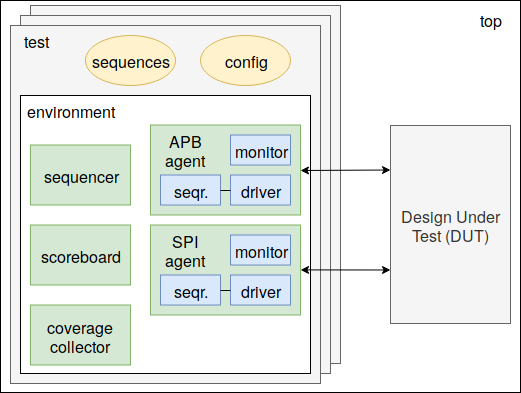 top
test
sequences
config
environment
sequencer
scoreboard
coverage
collector
APB
agent
monitor
seqr.
driver
SPI
agent
monitor
seqr.
driver
Design Under
Test (DUT)